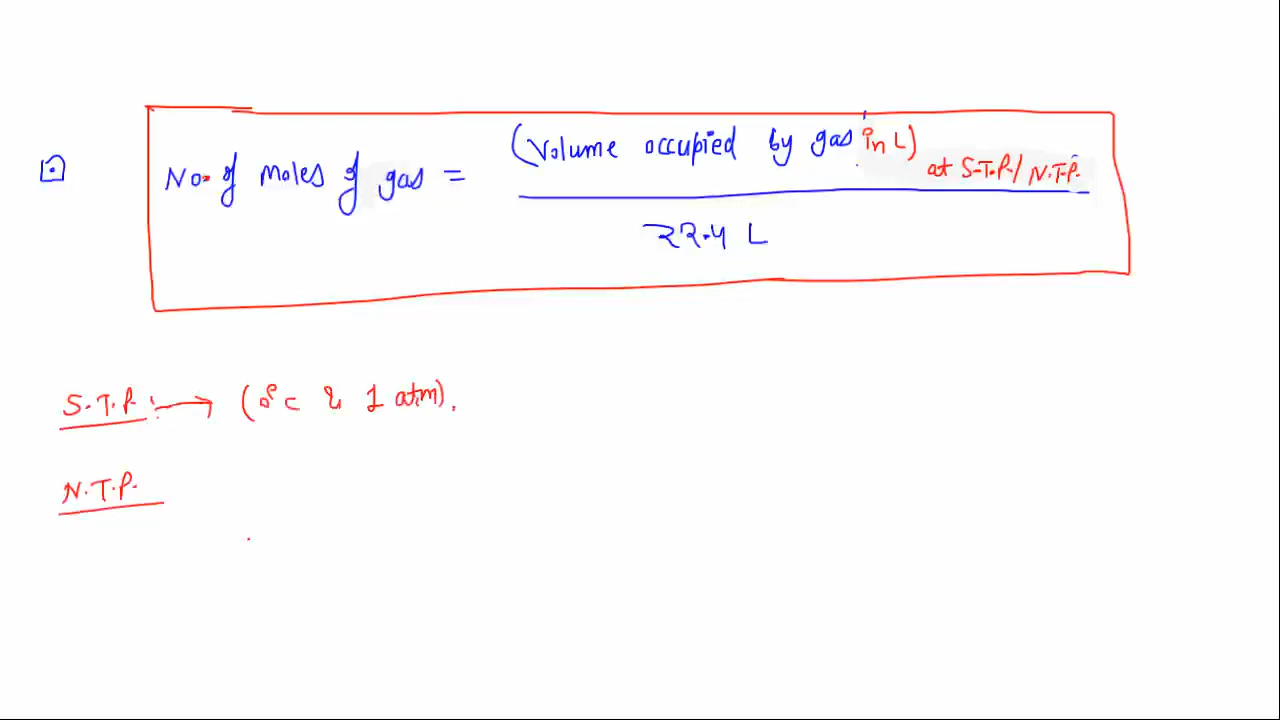 No. of moles of gas = (Volume occupied by gas in L) at S.T.P./ N.T.P.
22.4 L
S.T.P. : → (0°C & 1 atm).
N.T.P.